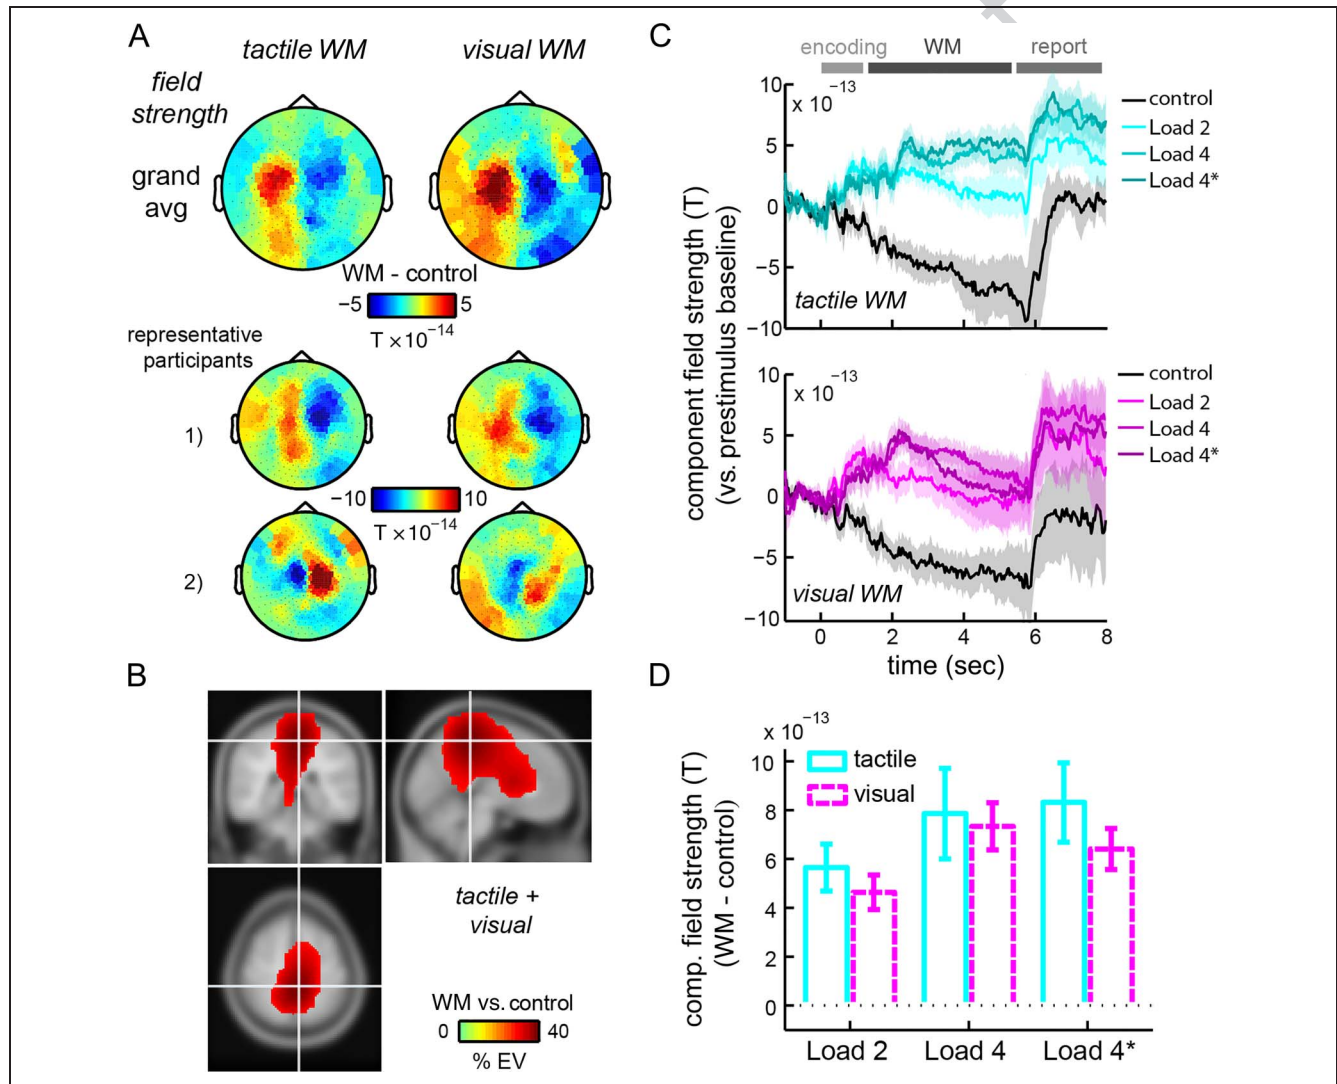 A
tactile WM
visual WM
field
strength
grand
avg
WM - control
−5
5
T ×10⁻¹⁴
representative
participants
1)
−10
10
T ×10⁻¹⁴
2)
B
tactile +
visual
WM vs. control
0
40
% EV
C
encoding
WM
report
10
5
0
−5
−10
x 10⁻¹³
tactile WM
control
Load 2
Load 4
Load 4*
component field strength (T)
(vs. prestimulus baseline)
10
5
0
−5
−10
x 10⁻¹³
visual WM
control
Load 2
Load 4
Load 4*
0 2 4 6 8
time (sec)
D
x 10⁻¹³
comp. field strength (T)
(WM - control)
10
8
6
4
2
0
tactile
visual
Load 2 Load 4 Load 4*